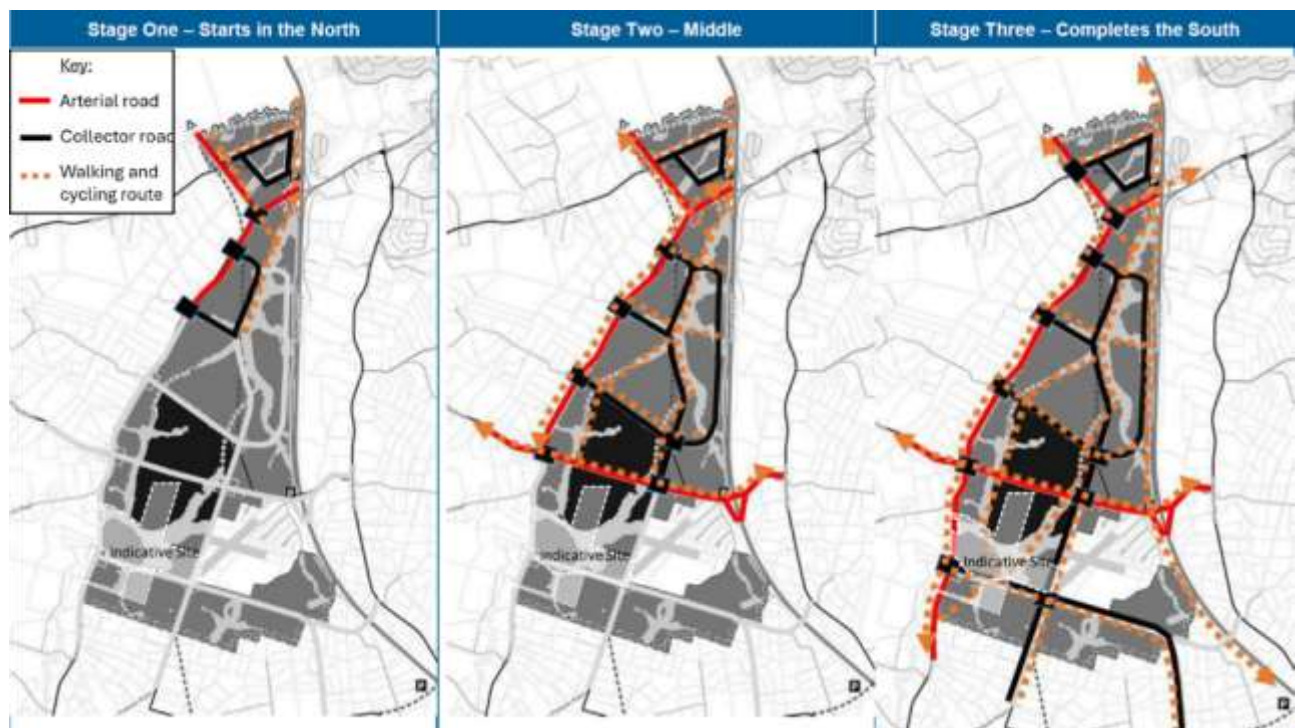 Stage One – Starts in the North
Stage Two – Middle
Stage Three – Completes the South
Key:
Arterial road
Collector road
Walking and
cycling route
Indicative Site
Indicative Site
Indicative Site
P
P
P